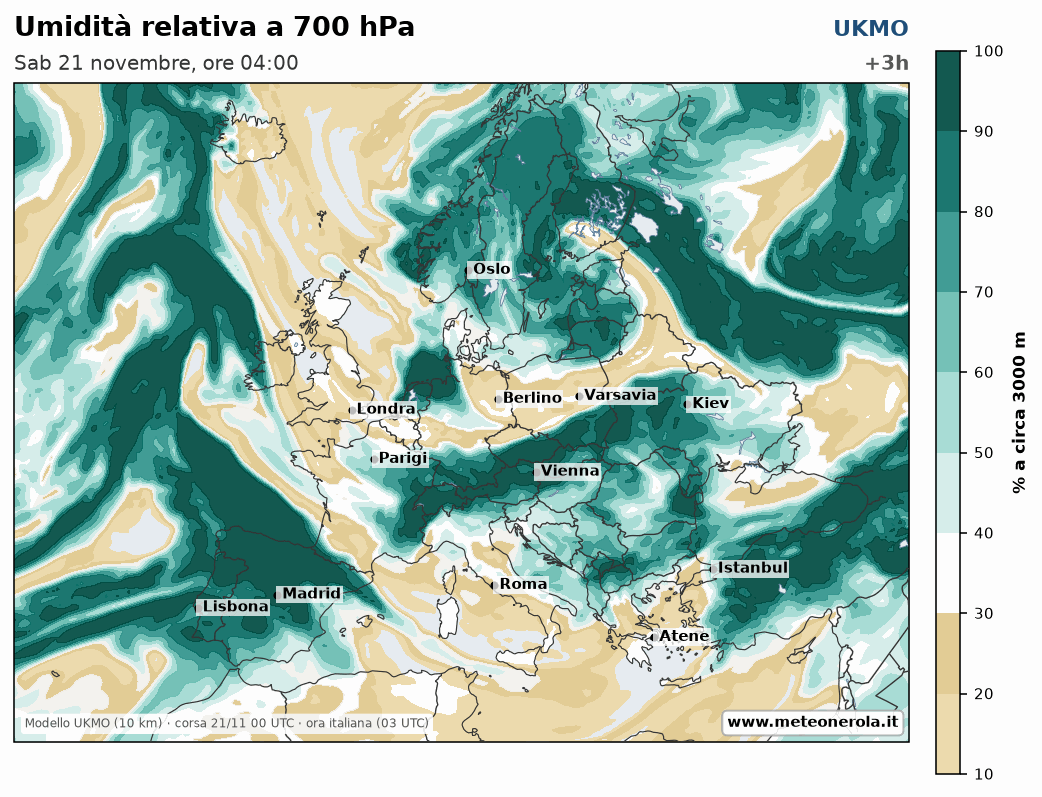 Umidità relativa a 700 hPa
UKMO
Sab 21 novembre, ore 04:00
+3h
100
90
80
70
60
50
40
30
20
10
% a circa 3000 m
Oslo
Berlino
Varsavia
Kiev
Londra
Parigi
Vienna
Istanbul
Roma
Madrid
Lisbona
Atene
Modello UKMO (10 km) · corsa 21/11 00 UTC · ora italiana (03 UTC)
www.meteonerola.it